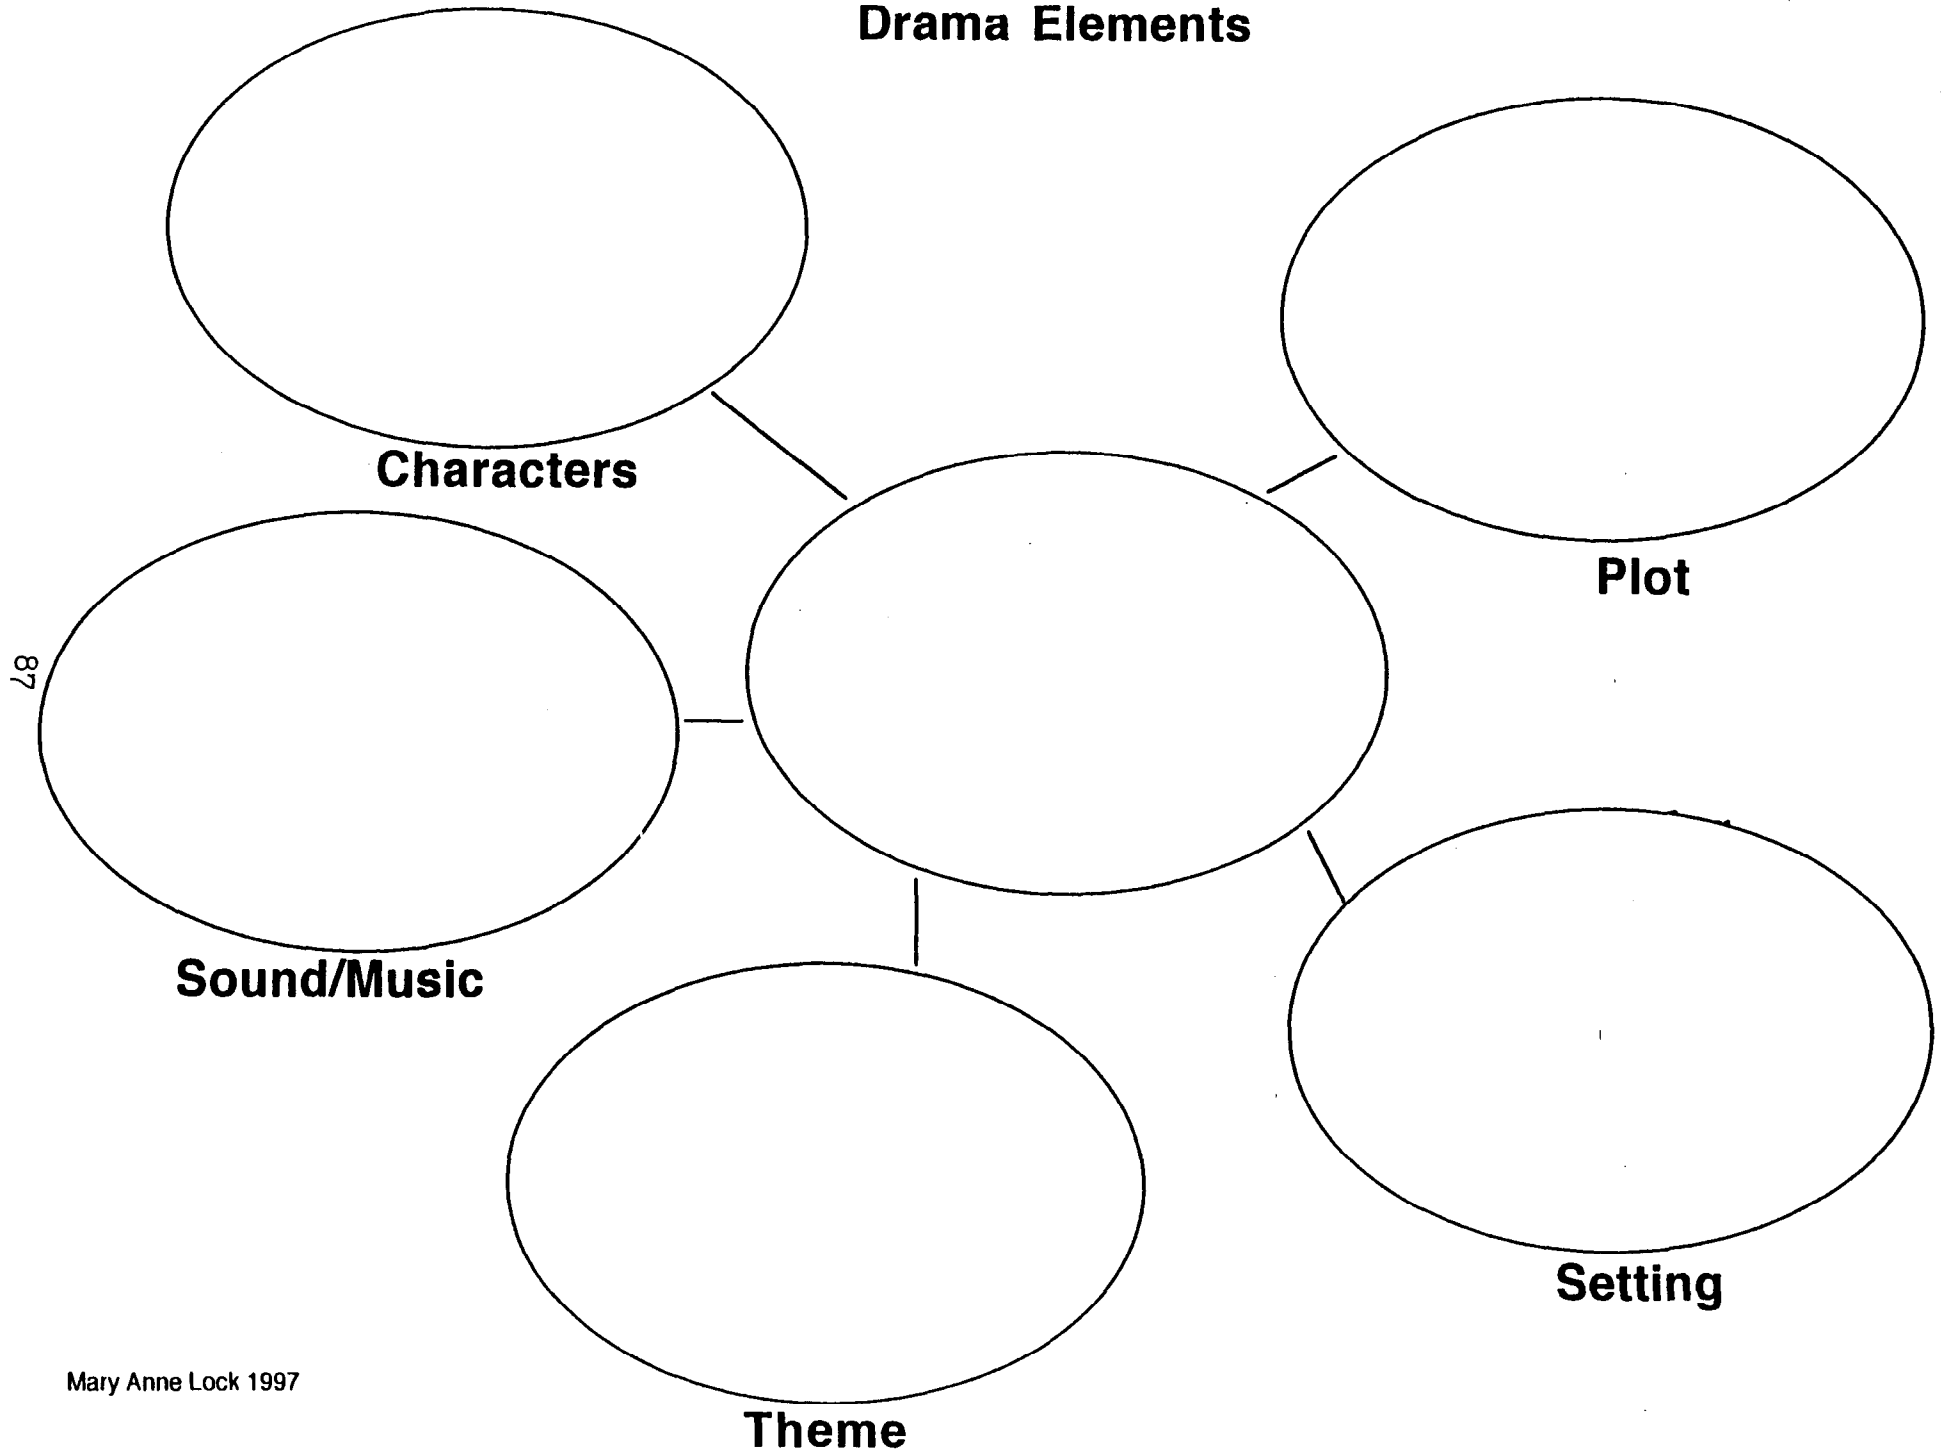 Drama Elements
Characters
Plot
87
Sound/Music
Setting
Mary Anne Lock 1997
Theme